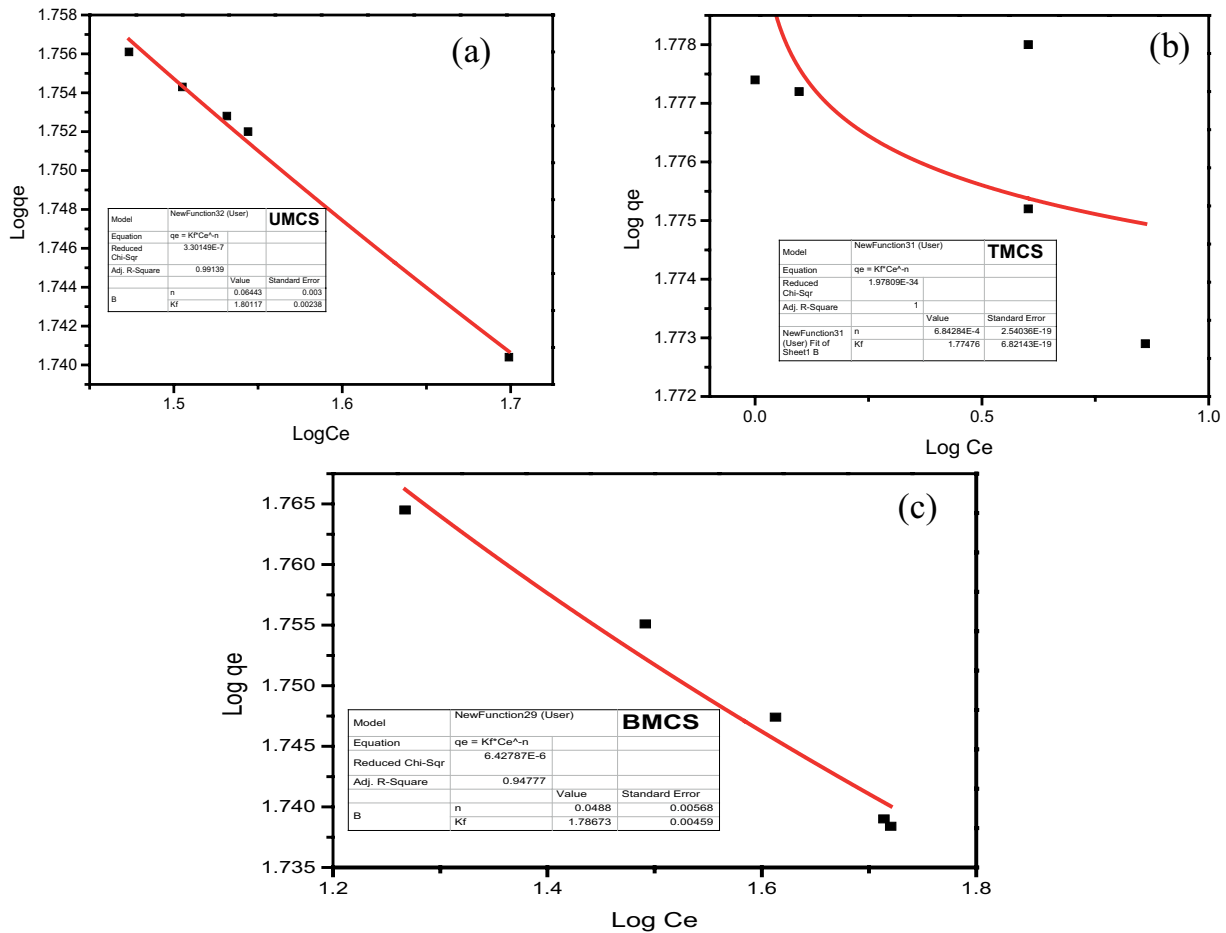 (a)
1.758
1.756
1.754
1.752
1.750
1.748
1.746
1.744
1.742
1.740
Logqe
Model NewFunction32 (User) UMCS
Equation qe = Kf*Ce^-n
Reduced Chi-Sqr 3.30149E-7
Adj. R-Square 0.99139
Value Standard Error
B n 0.06443 0.003
Kf 1.80117 0.00238
1.5 1.6 1.7
LogCe
(b)
1.778
1.777
1.776
1.775
1.774
1.773
1.772
Log qe
Model NewFunction31 (User) TMCS
Equation qe = Kf*Ce^-n
Reduced Chi-Sqr 1.97809E-34
Adj. R-Square 1
Value Standard Error
NewFunction31 (User) Fit of Sheet1 B n 6.84284E-4 2.54036E-19
Kf 1.77476 6.82143E-19
0.0 0.5 1.0
Log Ce
(c)
1.765
1.760
1.755
1.750
1.745
1.740
1.735
Log qe
Model NewFunction29 (User) BMCS
Equation qe = Kf*Ce^-n
Reduced Chi-Sqr 6.42787E-6
Adj. R-Square 0.94777
Value Standard Error
B n 0.0488 0.00568
Kf 1.78673 0.00459
1.2 1.4 1.6 1.8
Log Ce